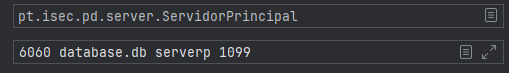 pt.isec.pd.server.ServidorPrincipal
6060 database.db serverp 1099